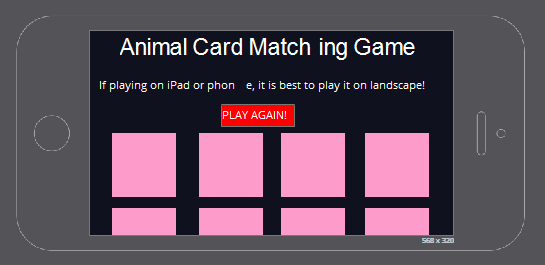 Animal Card Match ing Game
If playing on iPad or phon e, it is best to play it on landscape!
PLAY AGAIN!
568 x 320